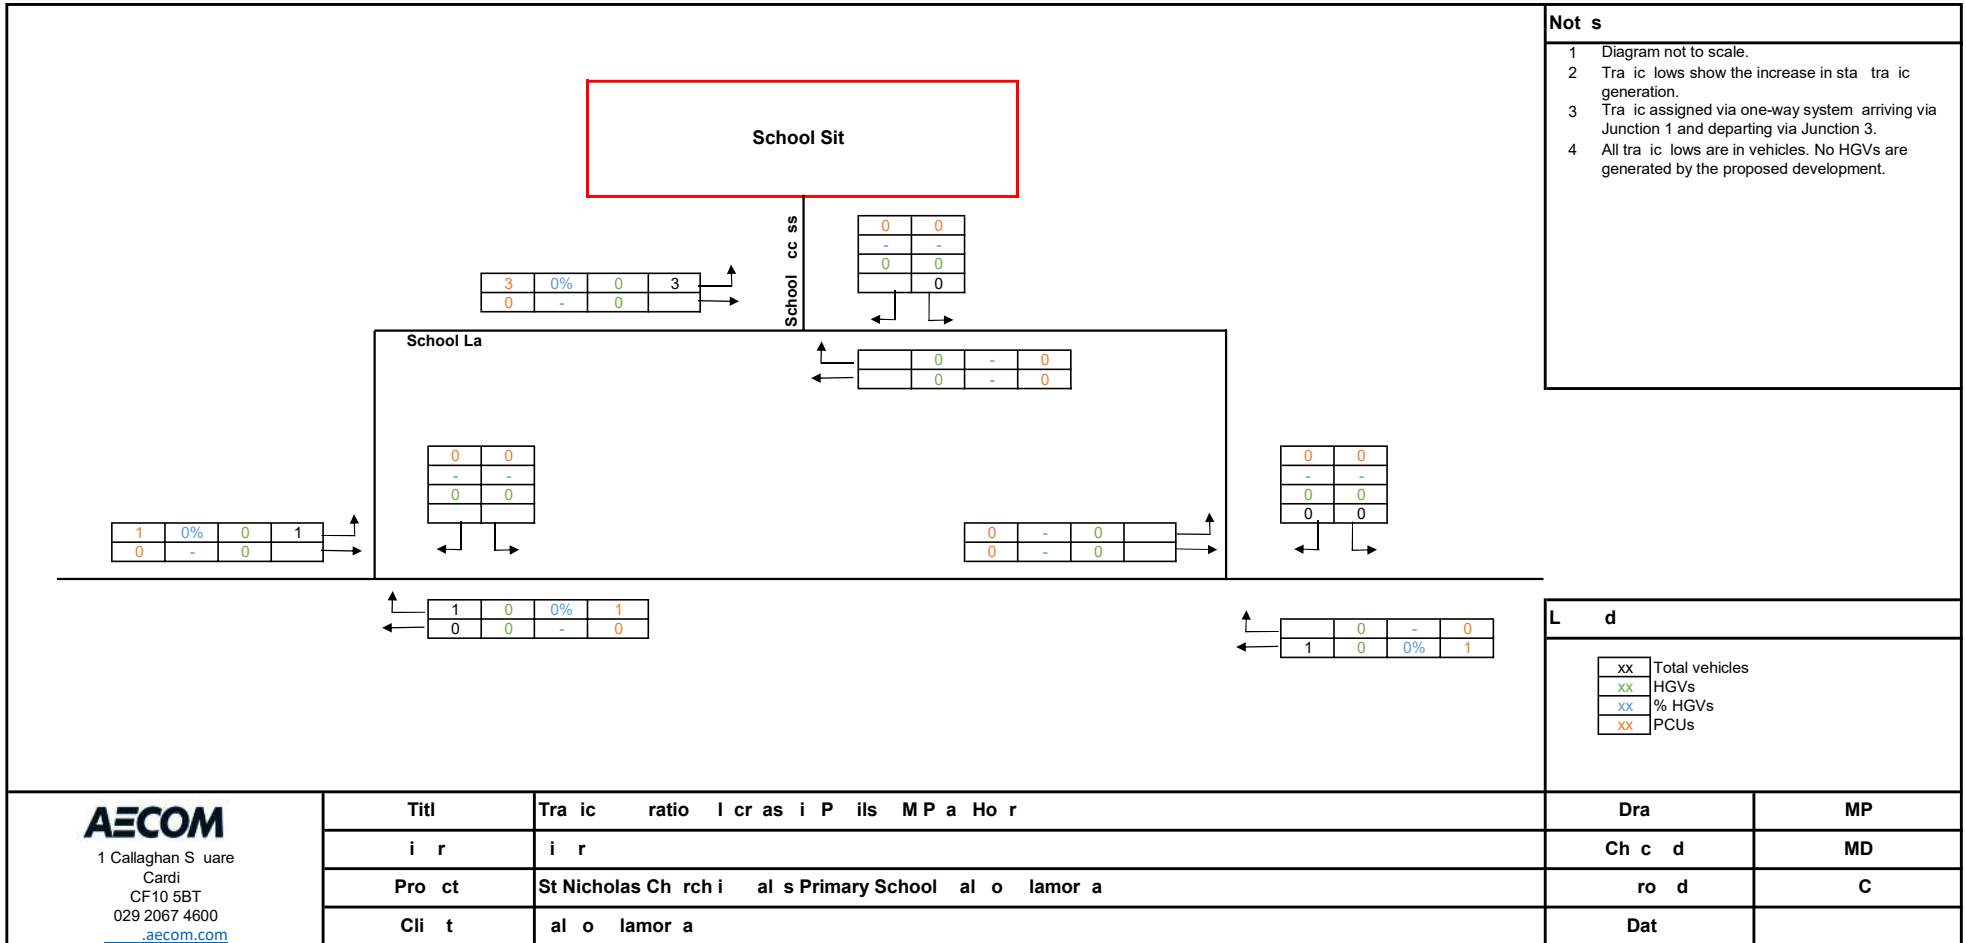 Not s
1 Diagram not to scale.
2 Tra ic lows show the increase in sta tra ic
generation.
3 Tra ic assigned via one-way system arriving via
Junction 1 and departing via Junction 3.
4 All tra ic lows are in vehicles. No HGVs are
generated by the proposed development.
School Sit
School cc ss
0 0
- -
0 0
0
3 0% 0 3
0 - 0
School La
0 - 0
0 - 0
0 0
- -
0 0
0 0
- -
0 0
0 0
1 0% 0 1
0 - 0
0 - 0
0 - 0
1 0 0% 1
0 0 - 0
0 - 0
1 0 0% 1
L d
xx Total vehicles
xx HGVs
xx % HGVs
xx PCUs
AECOM
1 Callaghan S uare
Cardi
CF10 5BT
029 2067 4600
.aecom.com
Titl Tra ic ratio I cr as i P ils M P a Ho r
i r i r
Pro ct St Nicholas Ch rch i al s Primary School al o lamor a
Cli t al o lamor a
Dra MP
Ch c d MD
ro d C
Dat